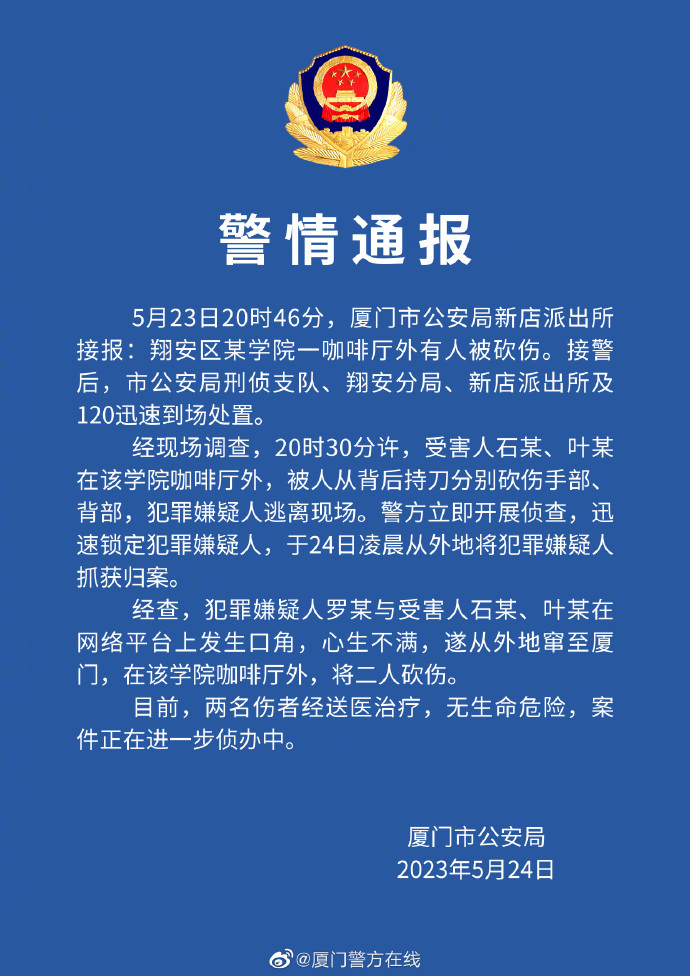 警情通报
5月23日20时46分，厦门市公安局新店派出所
接报：翔安区某学院一咖啡厅外有人被砍伤。接警
后，市公安局刑侦支队、翔安分局、新店派出所及
120迅速到场处置。
经现场调查，20时30分许，受害人石某、叶某
在该学院咖啡厅外，被人从背后持刀分别砍伤手部、
背部，犯罪嫌疑人逃离现场。警方立即开展侦查，迅
速锁定犯罪嫌疑人，于24日凌晨从外地将犯罪嫌疑人
抓获归案。
经查，犯罪嫌疑人罗某与受害人石某、叶某在
网络平台上发生口角，心生不满，遂从外地窜至厦
门，在该学院咖啡厅外，将二人砍伤。
目前，两名伤者经送医治疗，无生命危险，案
件正在进一步侦办中。
厦门市公安局
2023年5月24日
@厦门警方在线